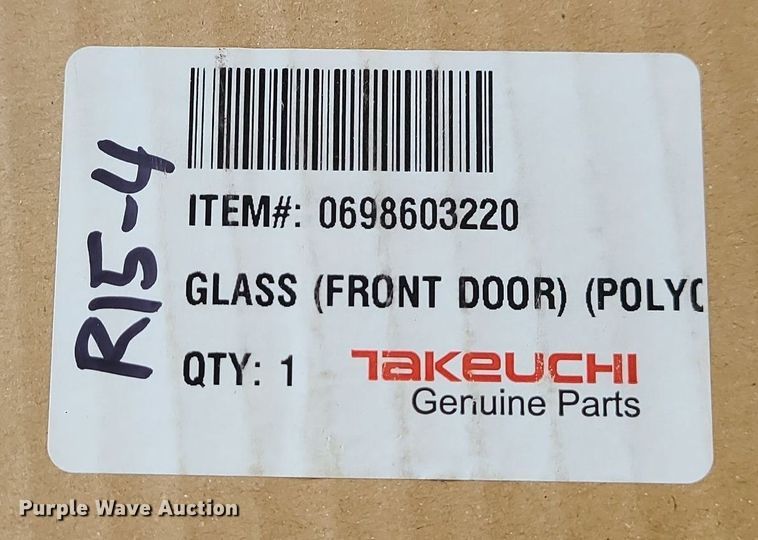 R15-4
ITEM#: 0698603220
GLASS (FRONT DOOR) (POLYC
QTY: 1
TAKEUCHI
Genuine Parts
Purple Wave Auction